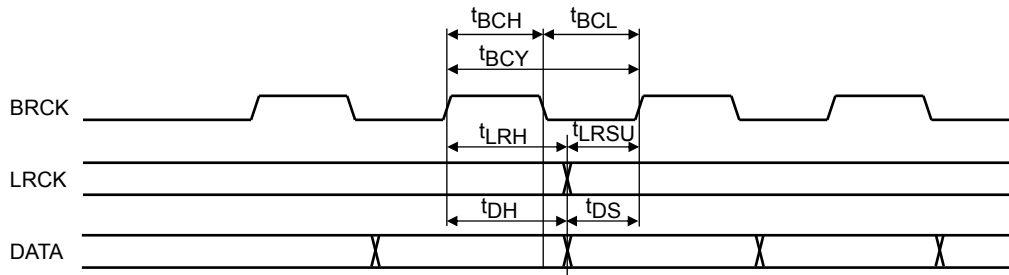 tBCH tBCL
tBCY
BRCK
tLRH tLRSU
LRCK
tDH tDS
DATA